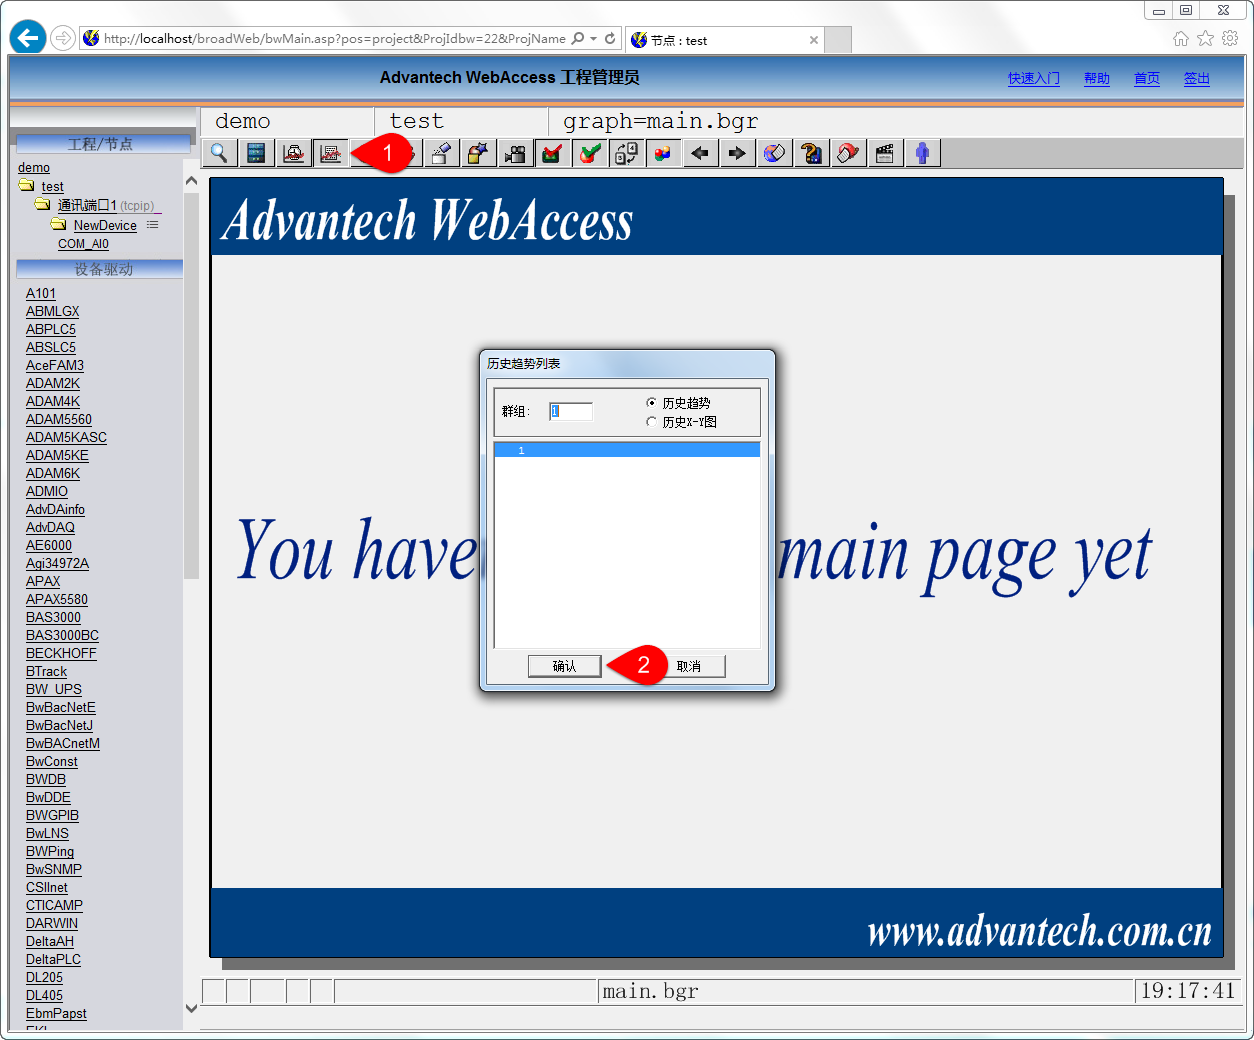 http://localhost/broadWeb/bwMain.asp?pos=project&ProjIdbw=22&ProjName
节点 : test
Advantech WebAccess 工程管理员
快速入门 帮助 首页 签出
demo test graph=main.bgr
工程/节点
1
demo
test
通讯端口1 (tcpip)
NewDevice
COM_AI0
设备驱动
A101
ABMLGX
ABPLC5
ABSLC5
AceFAM3
ADAM2K
ADAM4K
ADAM5560
ADAM5KASC
ADAM5KE
ADAM6K
ADMIO
AdvDAinfo
AdvDAQ
AE6000
Agi34972A
APAX
APAX5580
BAS3000
BAS3000BC
BECKHOFF
BTrack
BW_UPS
BwBacNetE
BwBacNetJ
BwBACnetM
BwConst
BWDB
BwDDE
BWGPIB
BwLNS
BWPing
BwSNMP
CSIInet
CTICAMP
DARWIN
DeltaAH
DeltaPLC
DL205
DL405
EbmPapst
Advantech WebAccess
历史趋势列表
群组: 1
历史趋势
历史X-Y图
1
You have main page yet
确认 2 取消
www.advantech.com.cn
main.bgr 19:17:41